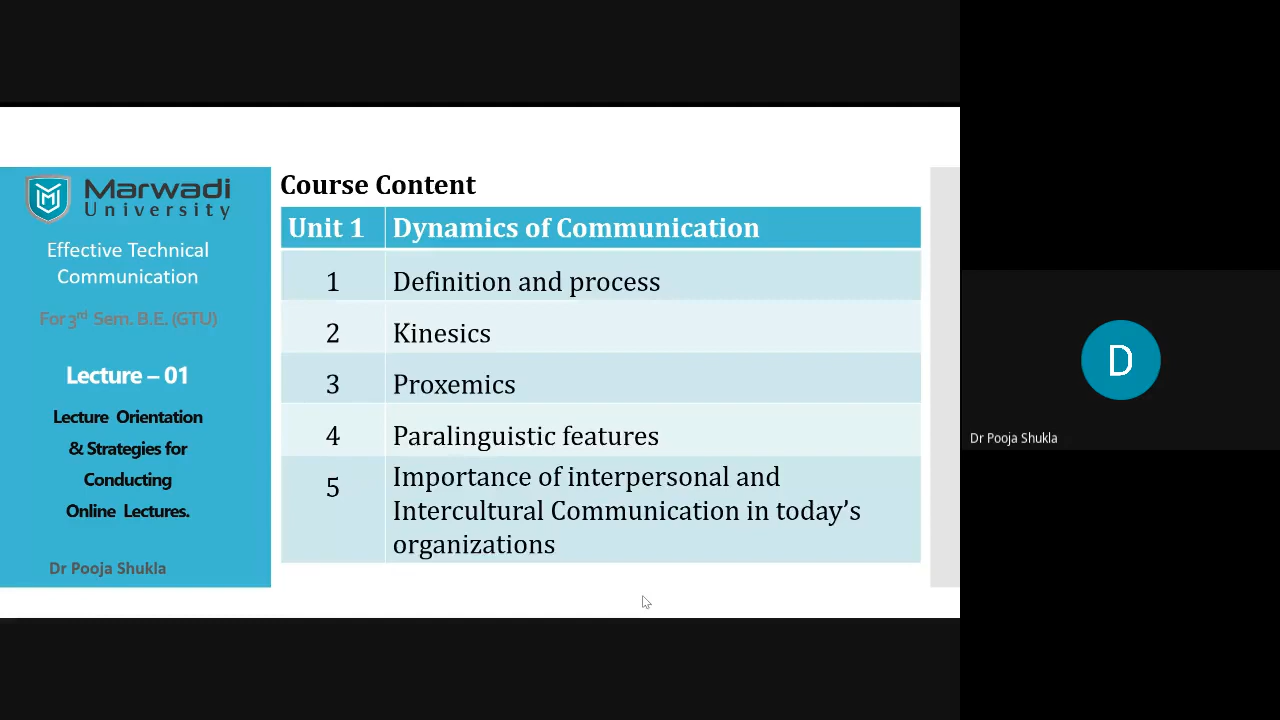 Marwadi
University
Effective Technical
Communication
For 3rd Sem. B.E. (GTU)
Lecture – 01
Lecture Orientation
& Strategies for
Conducting
Online Lectures.
Dr Pooja Shukla
Course Content
Unit 1 Dynamics of Communication
1 Definition and process
2 Kinesics
3 Proxemics
4 Paralinguistic features
5 Importance of interpersonal and
Intercultural Communication in today’s
organizations
D
Dr Pooja Shukla